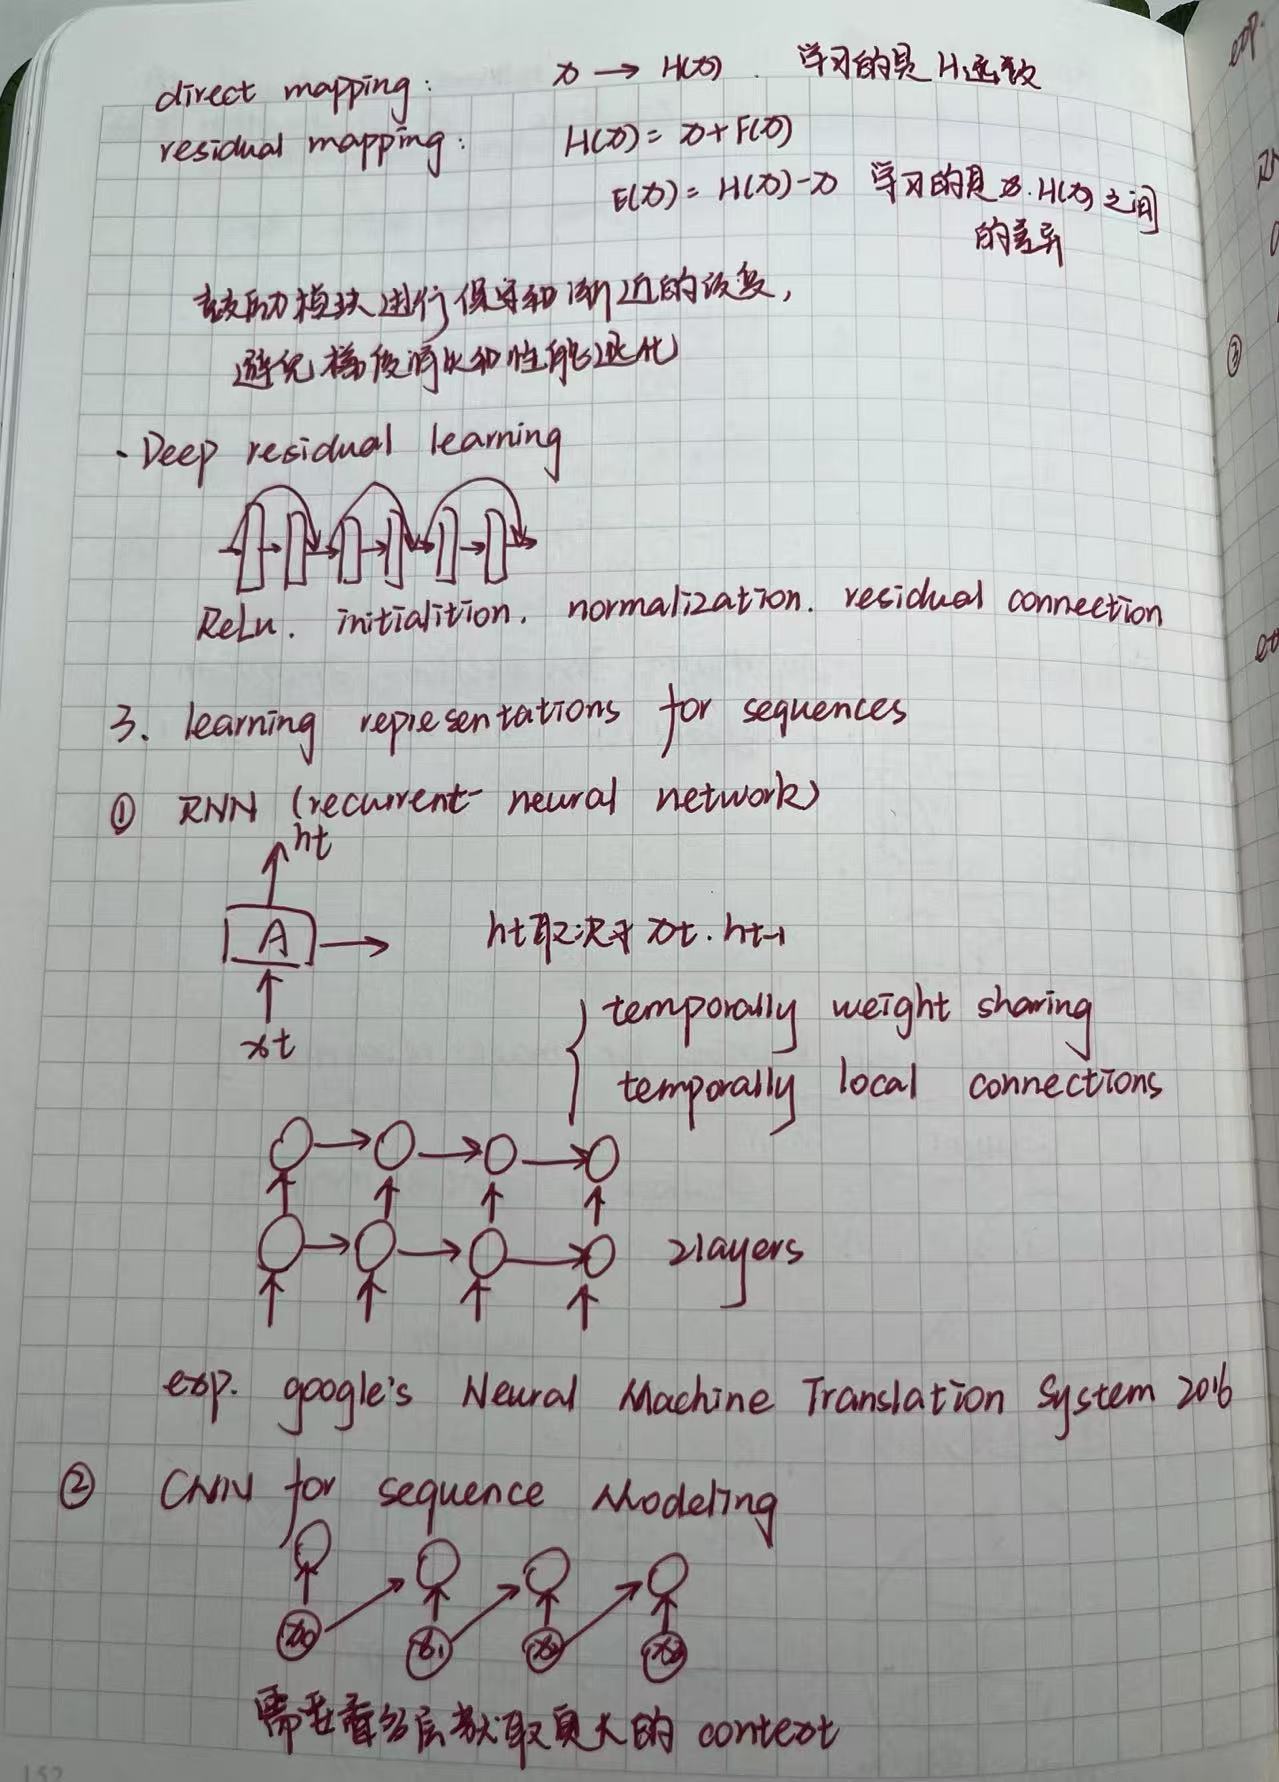 direct mapping: x → H(x). 学习的是H函数
residual mapping: H(x) = x + F(x)
F(x) = H(x) - x 学习的是x. H(x)之间
的差异
鼓励模块进行保守和渐近的改变,
避免梯度消失和性能退化
· Deep residual learning
ReLu. initialition. normalization. residual connection
3. learning representations for sequences
① RNN (recurrent neural network)
ht
A
ht取决于 xt. ht-1
xt
temporally weight sharing
temporally local connections
2layers
exp. google's Neural Machine Translation System 2016
② CNN for sequence Modeling
x0 x1 x2 x3
需要看多层获取更大的 context
152
exp.
③